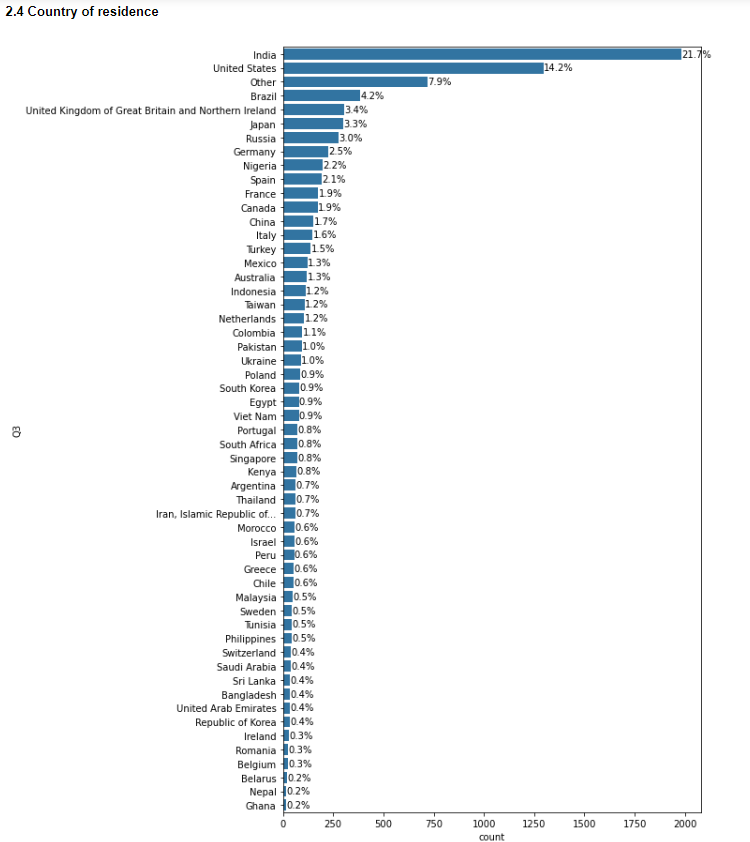 2.4 Country of residence
India 21.7%
United States 14.2%
Other 7.9%
Brazil 4.2%
United Kingdom of Great Britain and Northern Ireland 3.4%
Japan 3.3%
Russia 3.0%
Germany 2.5%
Nigeria 2.2%
Spain 2.1%
France 1.9%
Canada 1.9%
China 1.7%
Italy 1.6%
Turkey 1.5%
Mexico 1.3%
Australia 1.3%
Indonesia 1.2%
Taiwan 1.2%
Netherlands 1.2%
Colombia 1.1%
Pakistan 1.0%
Ukraine 1.0%
Poland 0.9%
South Korea 0.9%
Egypt 0.9%
Viet Nam 0.9%
Portugal 0.8%
South Africa 0.8%
Singapore 0.8%
Kenya 0.8%
Argentina 0.7%
Thailand 0.7%
Iran, Islamic Republic of... 0.7%
Morocco 0.6%
Israel 0.6%
Peru 0.6%
Greece 0.6%
Chile 0.6%
Malaysia 0.5%
Sweden 0.5%
Tunisia 0.5%
Philippines 0.5%
Switzerland 0.4%
Saudi Arabia 0.4%
Sri Lanka 0.4%
Bangladesh 0.4%
United Arab Emirates 0.4%
Republic of Korea 0.4%
Ireland 0.3%
Romania 0.3%
Belgium 0.3%
Belarus 0.2%
Nepal 0.2%
Ghana 0.2%
Q3
0 250 500 750 1000 1250 1500 1750 2000
count